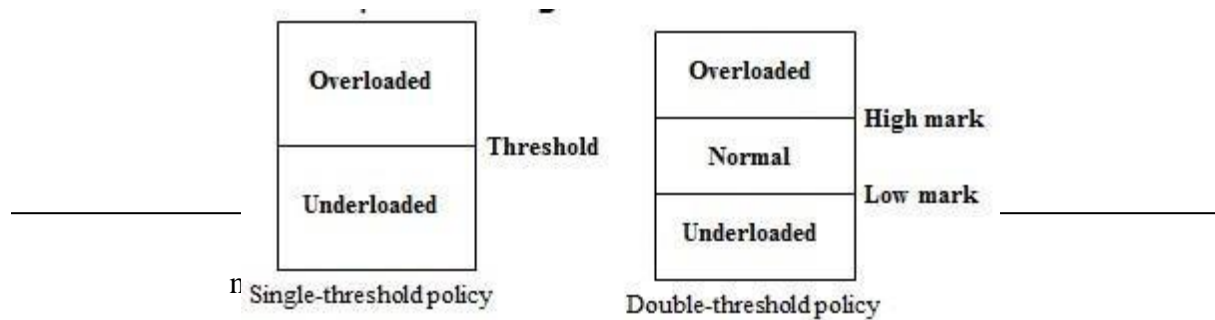 Overloaded
Threshold
Underloaded
Single-threshold policy
Overloaded
High mark
Normal
Low mark
Underloaded
Double-threshold policy